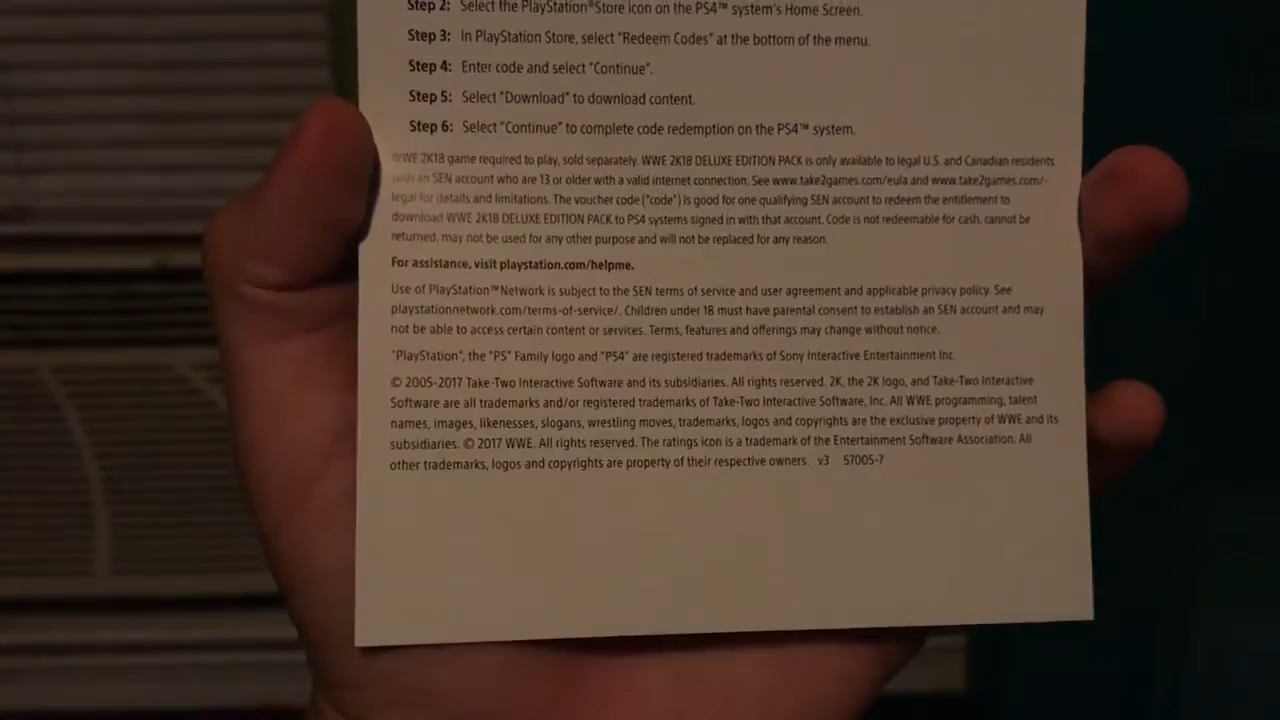 Step 2: Select the PlayStation®Store icon on the PS4™ system's Home Screen.
Step 3: In PlayStation Store, select "Redeem Codes" at the bottom of the menu.
Step 4: Enter code and select "Continue".
Step 5: Select "Download" to download content.
Step 6: Select "Continue" to complete code redemption on the PS4™ system.
WWE 2K18 game required to play, sold separately. WWE 2K18 DELUXE EDITION PACK is only available to legal U.S. and Canadian residents
with an SEN account who are 13 or older with a valid internet connection. See www.take2games.com/eula and www.take2games.com/-
legal for details and limitations. The voucher code ("code") is good for one qualifying SEN account to redeem the entitlement to
download WWE 2K18 DELUXE EDITION PACK to PS4 systems signed in with that account. Code is not redeemable for cash, cannot be
returned, may not be used for any other purpose and will not be replaced for any reason.
For assistance, visit playstation.com/helpme.
Use of PlayStation™Network is subject to the SEN terms of service and user agreement and applicable privacy policy. See
playstationnetwork.com/terms-of-service/. Children under 18 must have parental consent to establish an SEN account and may
not be able to access certain content or services. Terms, features and offerings may change without notice.
"PlayStation", the "PS" Family logo and "PS4" are registered trademarks of Sony Interactive Entertainment Inc.
© 2005-2017 Take-Two Interactive Software and its subsidiaries. All rights reserved. 2K, the 2K logo, and Take-Two Interactive
Software are all trademarks and/or registered trademarks of Take-Two Interactive Software, Inc. All WWE programming, talent
names, images, likenesses, slogans, wrestling moves, trademarks, logos and copyrights are the exclusive property of WWE and its
subsidiaries. © 2017 WWE. All rights reserved. The ratings icon is a trademark of the Entertainment Software Association. All
other trademarks, logos and copyrights are property of their respective owners. v3 57005-7